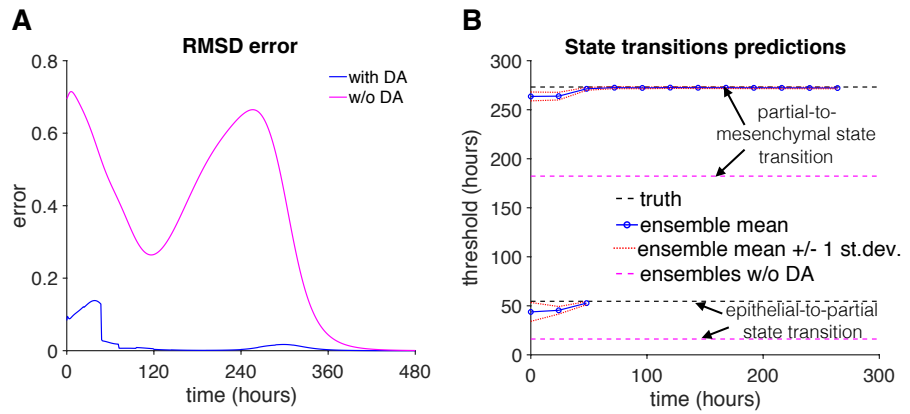 A
RMSD error
0.8
0.6
0.4
0.2
0
error
with DA
w/o DA
0
120
240
360
480
time (hours)
B
State transitions predictions
300
250
200
150
100
50
0
threshold (hours)
partial-to-
mesenchymal state
transition
truth
ensemble mean
ensemble mean +/- 1 st.dev.
ensembles w/o DA
epithelial-to-partial
state transition
0
100
200
300
time (hours)